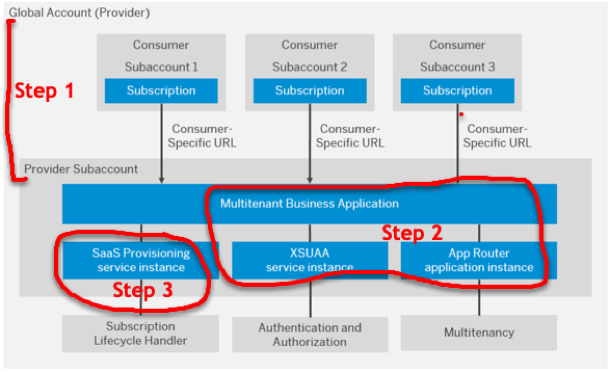 Global Account (Provider)
Consumer
Subaccount 1
Subscription
Consumer
Subaccount 2
Subscription
Consumer
Subaccount 3
Subscription
Step 1
Consumer-
Specific URL
Consumer-
Specific URL
Consumer-
Specific URL
Provider Subaccount
Multitenant Business Application
Step 2
SaaS Provisioning
service instance
XSUAA
service instance
App Router
application instance
Step 3
Subscription
Lifecycle Handler
Authentication and
Authorization
Multitenancy